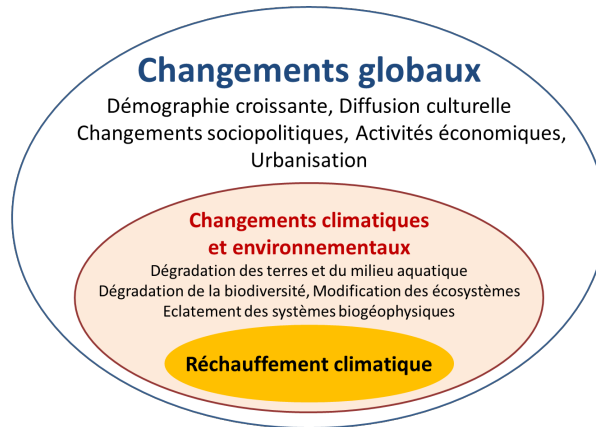 Changements globaux
Démographie croissante, Diffusion culturelle
Changements sociopolitiques, Activités économiques,
Urbanisation
Changements climatiques
et environnementaux
Dégradation des terres et du milieu aquatique
Dégradation de la biodiversité, Modification des écosystèmes
Eclatement des systèmes biogéophysiques
Réchauffement climatique